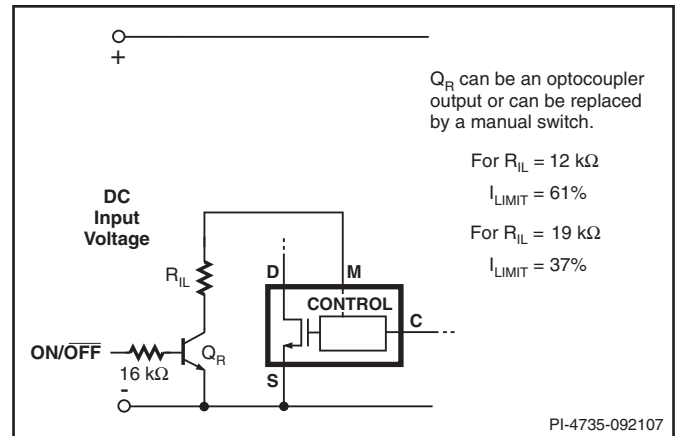 +
Q_R can be an optocoupler
output or can be replaced
by a manual switch.
For R_IL = 12 kΩ
I_LIMIT = 61%
For R_IL = 19 kΩ
I_LIMIT = 37%
DC
Input
Voltage
R_IL
D
M
CONTROL
C
ON/O̅F̅F̅
16 kΩ
Q_R
S
-
PI-4735-092107